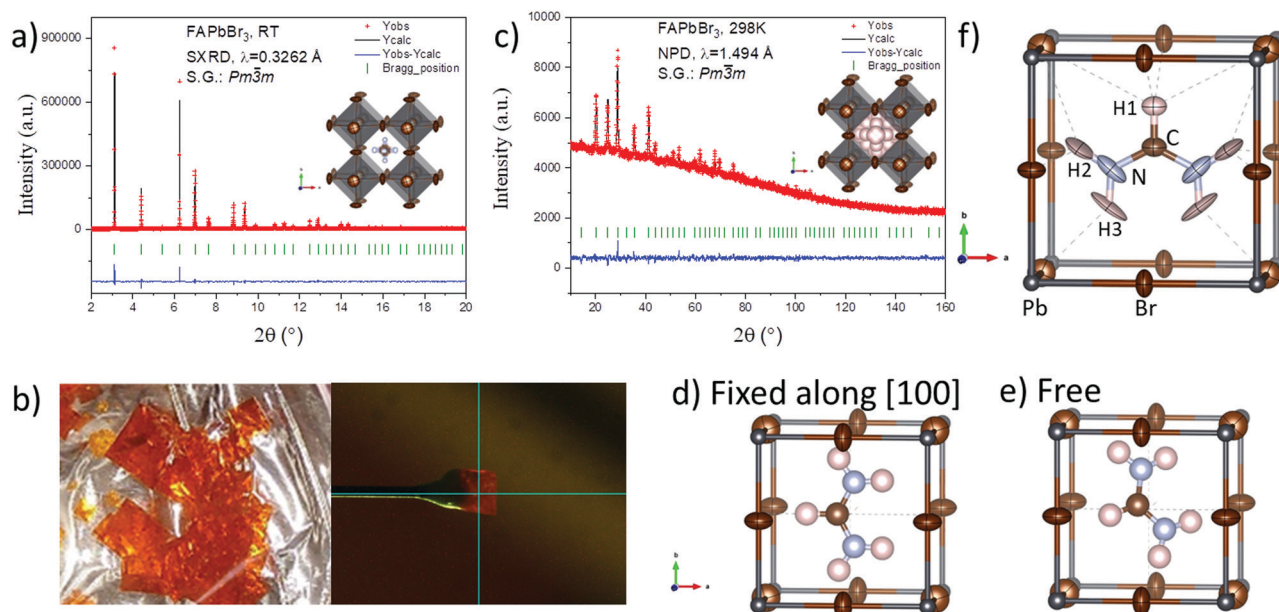 a)
FAPbBr3, RT
SXRD, λ=0.3262 Å
S.G.: Pm3̅m
Yobs
Ycalc
Yobs-Ycalc
Bragg_position
Intensity (a.u.)
900000
600000
300000
0
2 4 6 8 10 12 14 16 18 20
2θ (°)
c)
FAPbBr3, 298K
NPD, λ=1.494 Å
S.G.: Pm3̅m
Yobs
Ycalc
Yobs-Ycalc
Bragg_position
Intensity (a.u.)
10000
8000
6000
4000
2000
0
20 40 60 80 100 120 140 160
2θ (°)
f)
H1
C
H2
N
H3
b
a
Pb
Br
b)
d) Fixed along [100]
b
a
e) Free